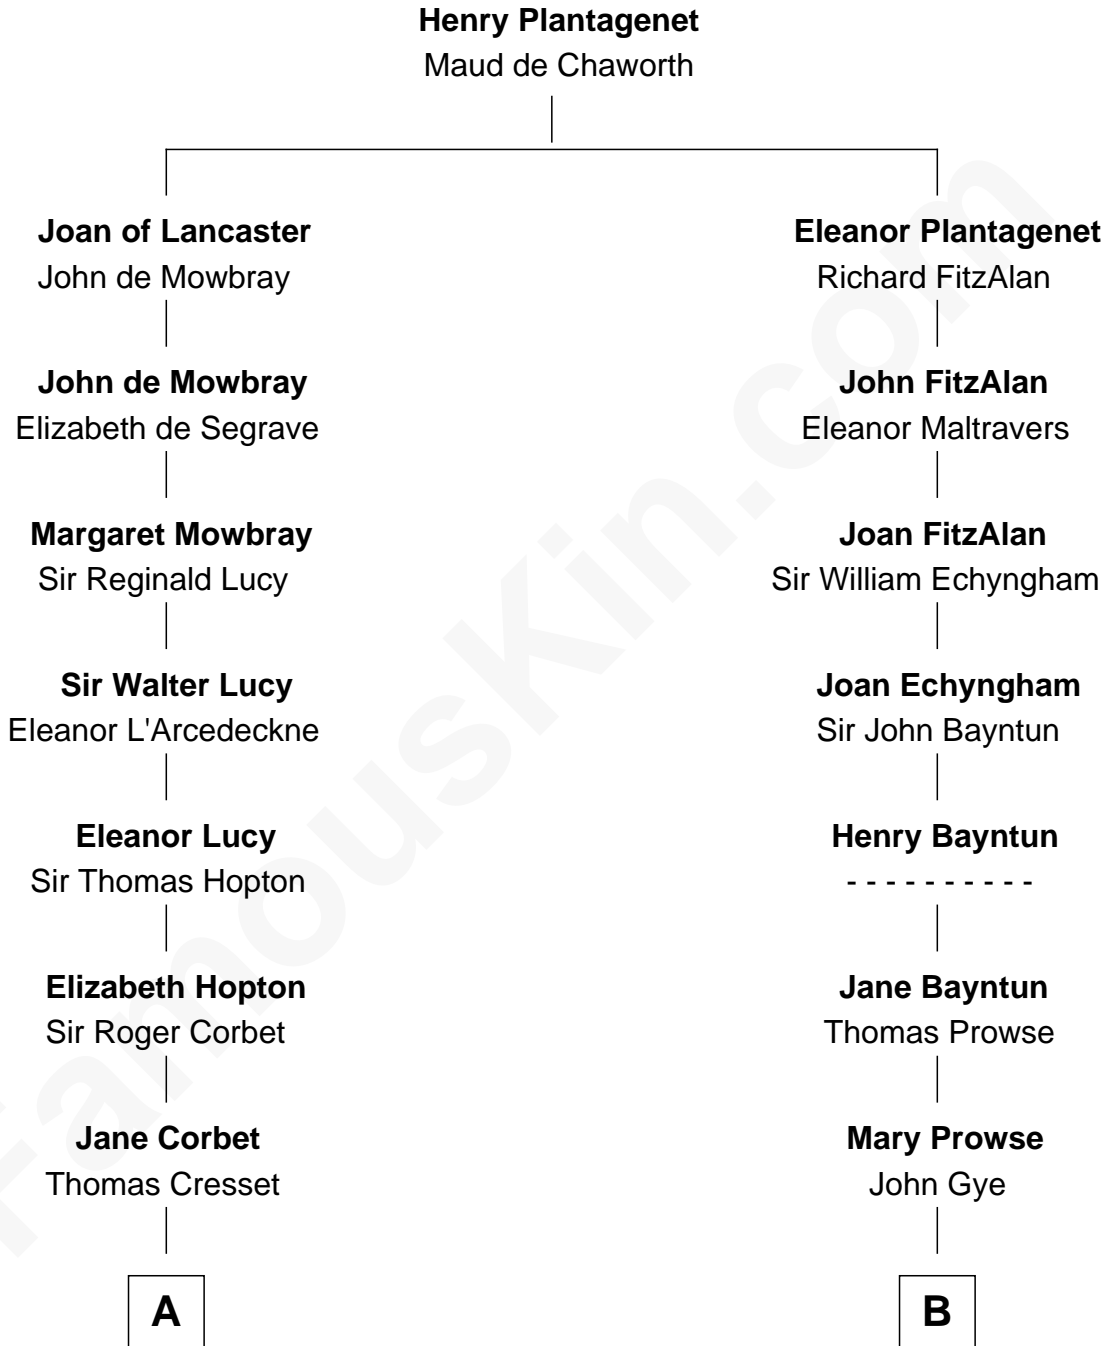 Henry Plantagenet
Maud de Chaworth
Joan of Lancaster
John de Mowbray
Eleanor Plantagenet
Richard FitzAlan
John de Mowbray
Elizabeth de Segrave
John FitzAlan
Eleanor Maltravers
Margaret Mowbray
Sir Reginald Lucy
Joan FitzAlan
Sir William Echyngham
Sir Walter Lucy
Eleanor L'Arcedeckne
Joan Echyngham
Sir John Bayntun
Eleanor Lucy
Sir Thomas Hopton
Henry Bayntun
- - - - - - - - - -
Elizabeth Hopton
Sir Roger Corbet
Jane Bayntun
Thomas Prowse
Jane Corbet
Thomas Cresset
Mary Prowse
John Gye
A
B
FamousKin.com